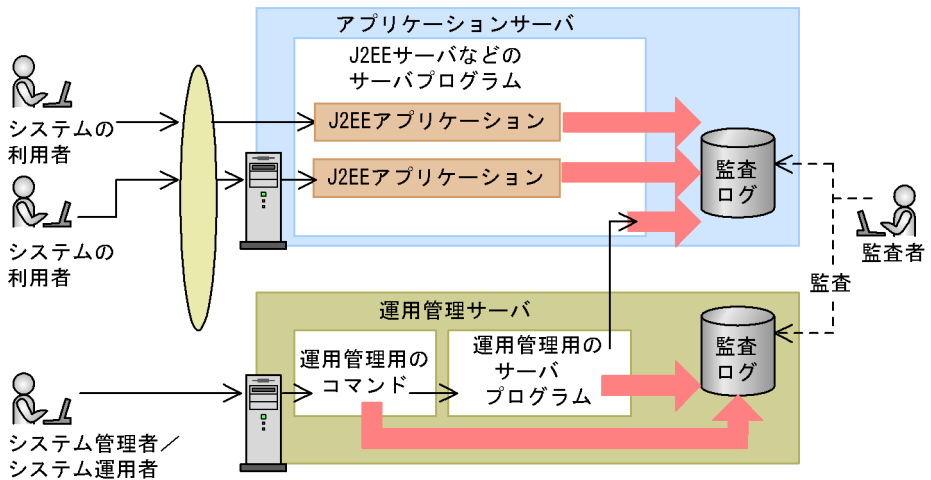 アプリケーションサーバ
J2EEサーバなどの
サーバプログラム
システムの
利用者
J2EEアプリケーション
J2EEアプリケーション
監査
ログ
システムの
利用者
監査者
監査
運用管理サーバ
運用管理用の
コマンド
運用管理用の
サーバ
プログラム
監査
ログ
システム管理者／
システム運用者